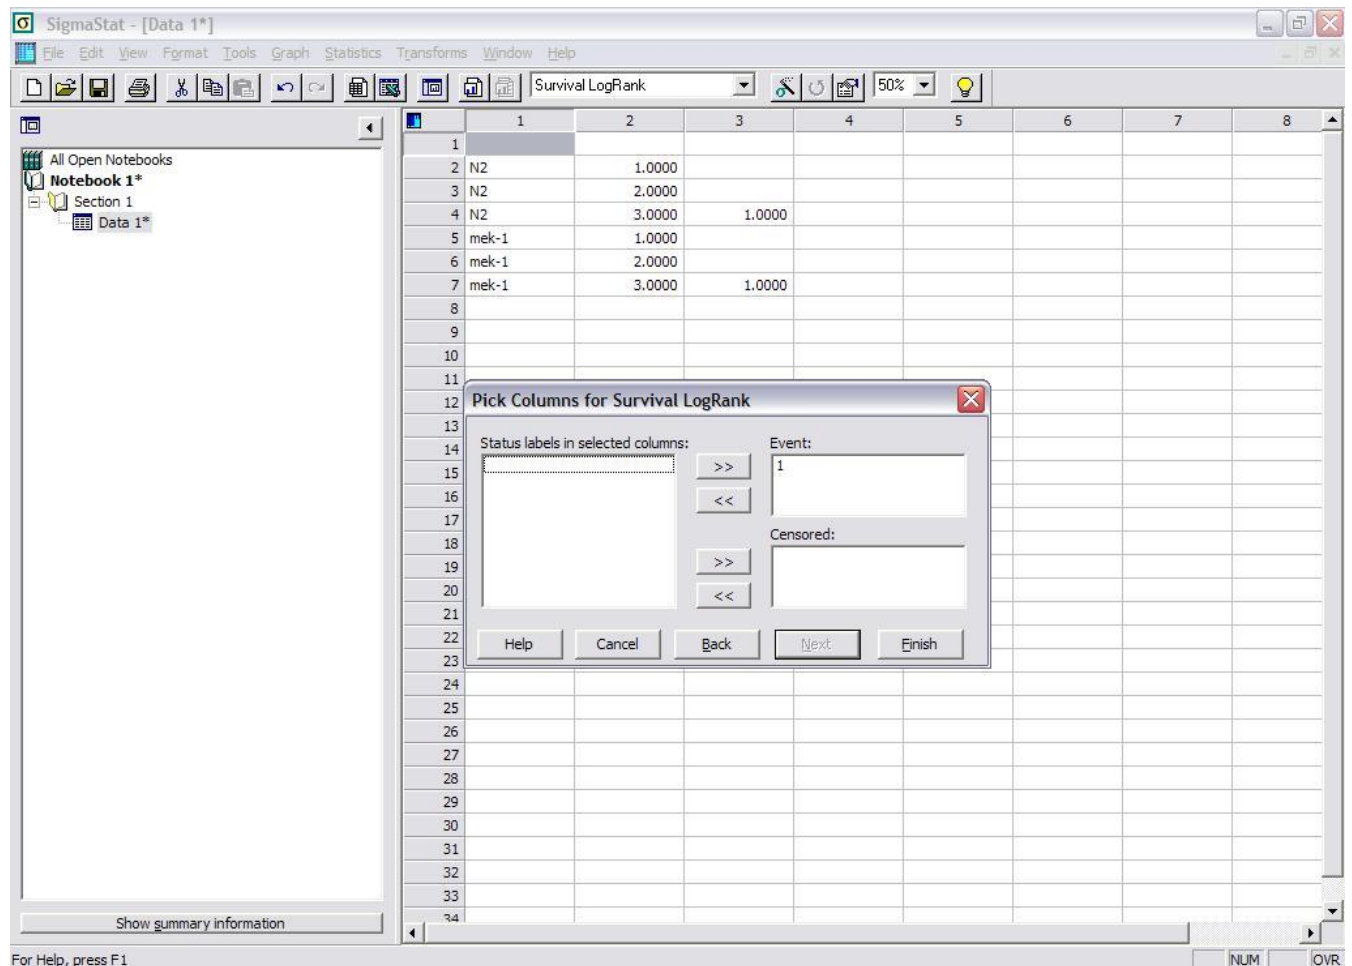 SigmaStat - [Data 1*]
File Edit View Format Tools Graph Statistics Transforms Window Help
Survival LogRank 50%
All Open Notebooks
Notebook 1*
Section 1
Data 1*
Show summary information
1 2 3 4 5 6 7 8
1
2 N2 1.0000
3 N2 2.0000
4 N2 3.0000 1.0000
5 mek-1 1.0000
6 mek-1 2.0000
7 mek-1 3.0000 1.0000
8
9
10
11
12
13
14
15
16
17
18
19
20
21
22
23
24
25
26
27
28
29
30
31
32
33
34
Pick Columns for Survival LogRank
Status labels in selected columns:
>>
<<
Event:
1
Censored:
>>
<<
Help Cancel Back Next Finish
For Help, press F1 NUM OVR